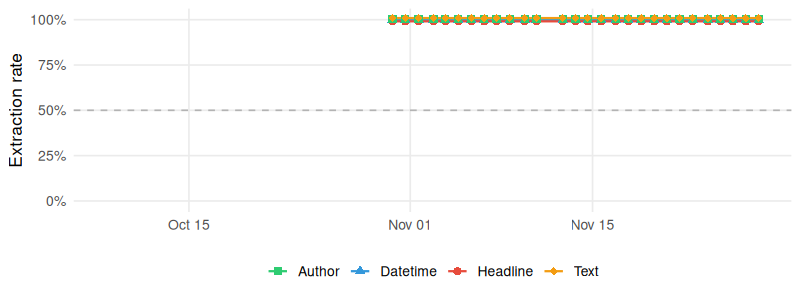 Extraction rate
100%
75%
50%
25%
0%
Oct 15 Nov 01 Nov 15
Author Datetime Headline Text